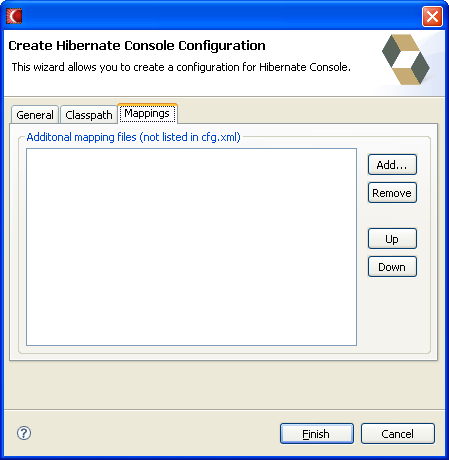 Create Hibernate Console Configuration
This wizard allows you to create a configuration for Hibernate Console.
General Classpath Mappings
Additonal mapping files (not listed in cfg.xml)
Add...
Remove
Up
Down
?
Finish Cancel